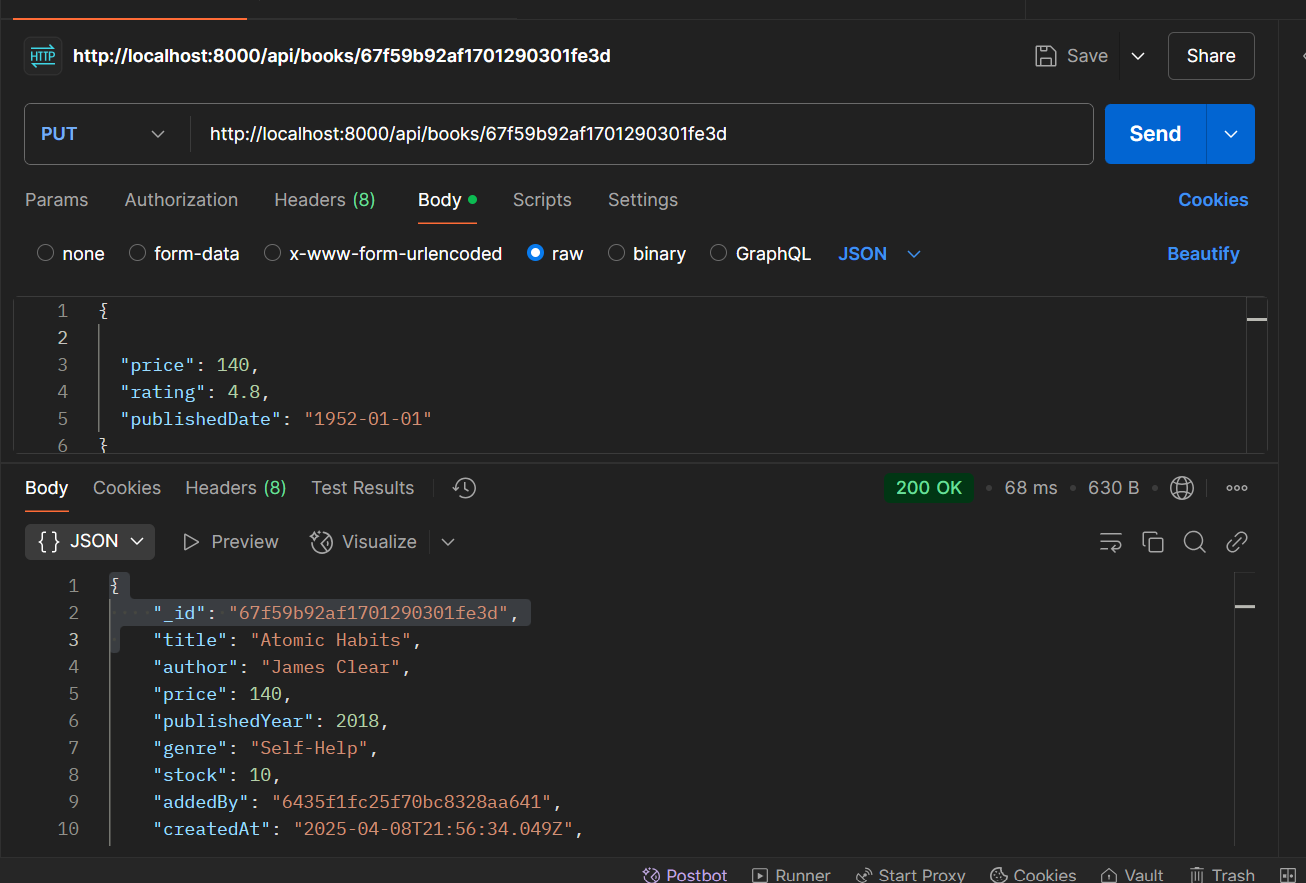 HTTP http://localhost:8000/api/books/67f59b92af1701290301fe3d Save Share
PUT http://localhost:8000/api/books/67f59b92af1701290301fe3d Send
Params Authorization Headers (8) Body Scripts Settings Cookies
none form-data x-www-form-urlencoded raw binary GraphQL JSON Beautify
1 {
2
3 "price": 140,
4 "rating": 4.8,
5 "publishedDate": "1952-01-01"
6 }
Body Cookies Headers (8) Test Results 200 OK • 68 ms • 630 B •
{} JSON Preview Visualize
1 {
2 "_id": "67f59b92af1701290301fe3d",
3 "title": "Atomic Habits",
4 "author": "James Clear",
5 "price": 140,
6 "publishedYear": 2018,
7 "genre": "Self-Help",
8 "stock": 10,
9 "addedBy": "6435f1fc25f70bc8328aa641",
10 "createdAt": "2025-04-08T21:56:34.049Z",
Postbot Runner Start Proxy Cookies Vault Trash